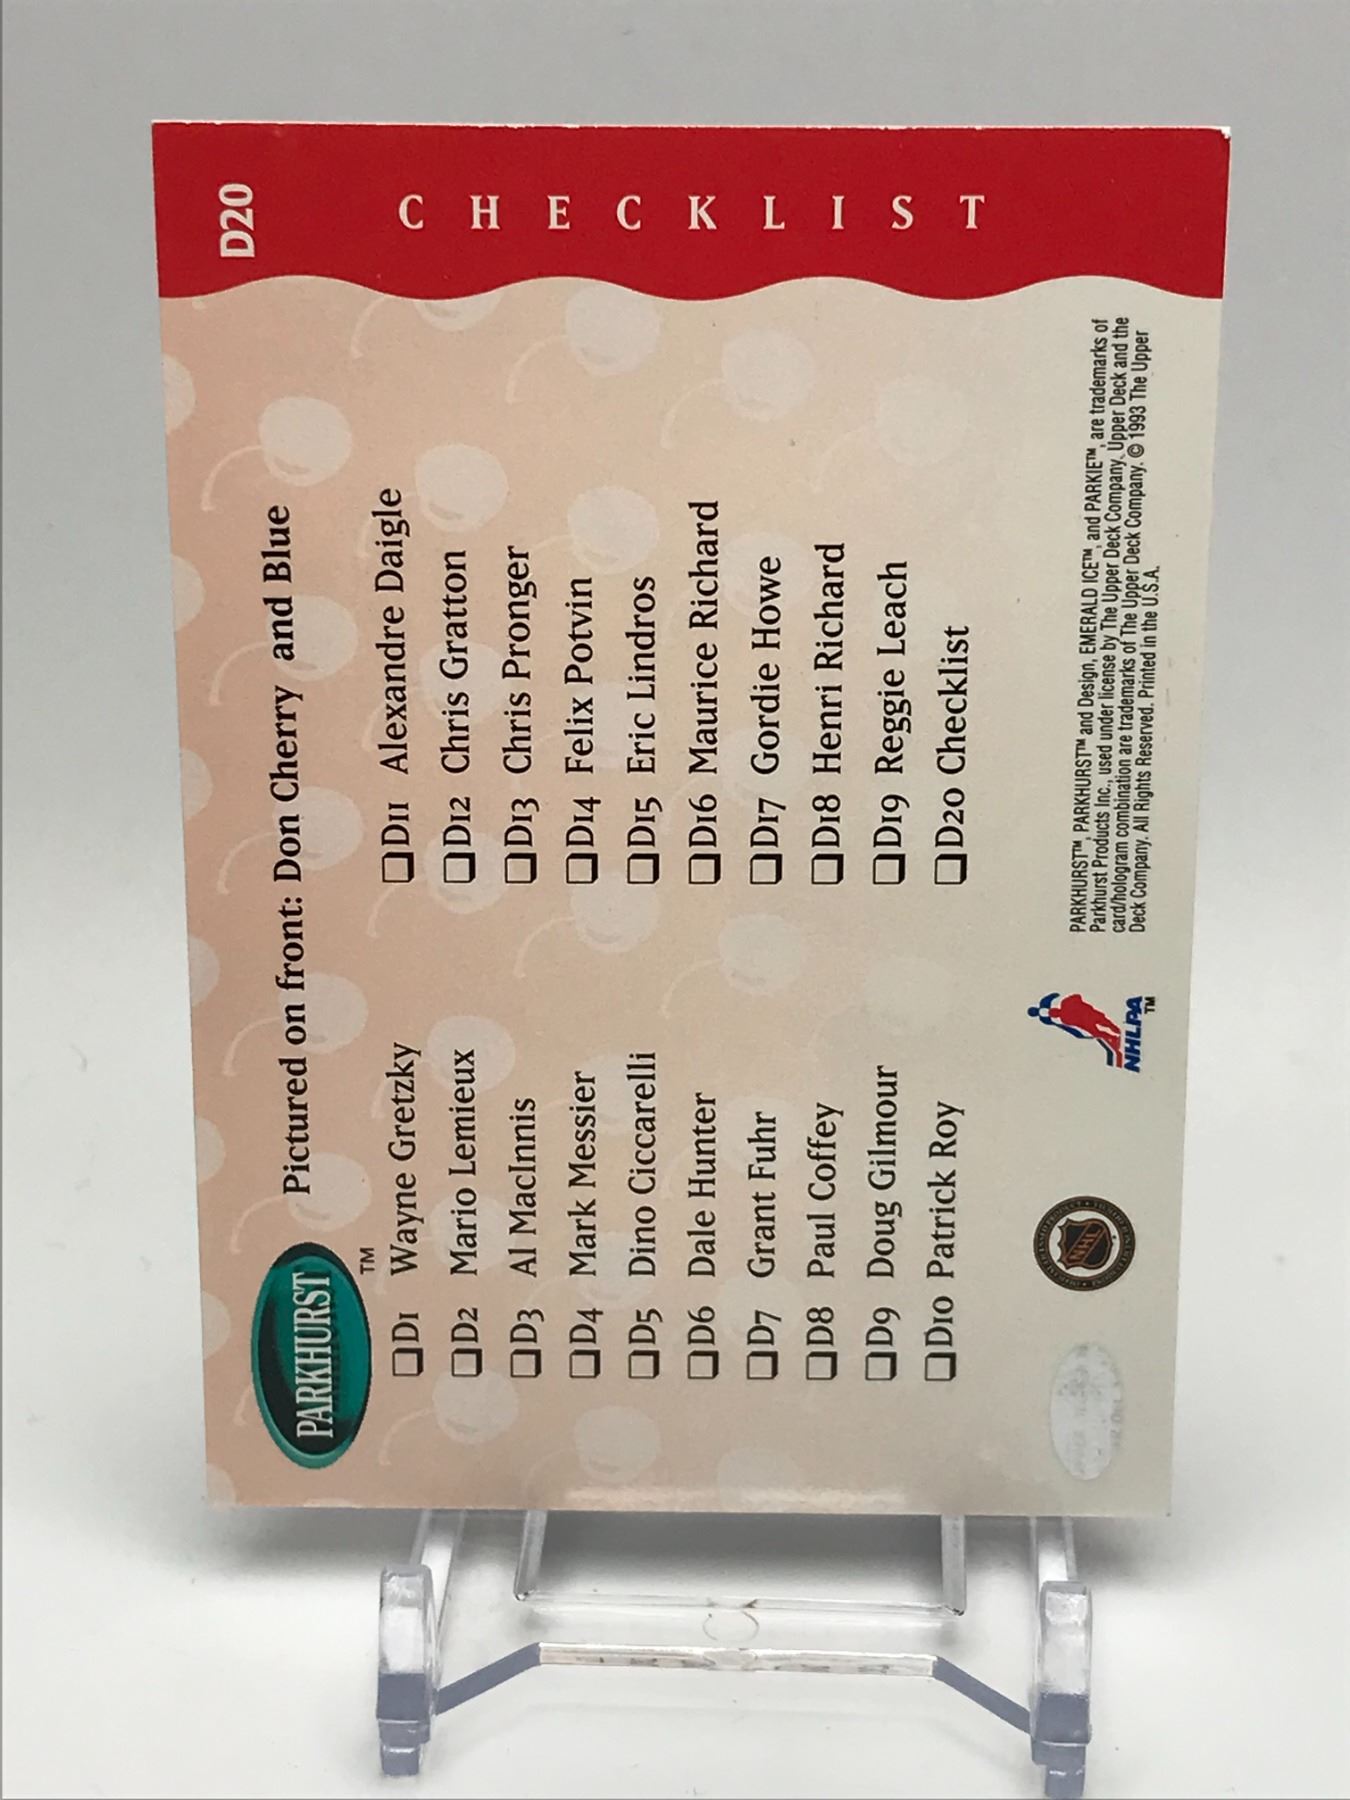 D20
CHECKLIST
PARKHURST
TM
Pictured on front: Don Cherry and Blue
❏D1 Wayne Gretzky
❏D2 Mario Lemieux
❏D3 Al MacInnis
❏D4 Mark Messier
❏D5 Dino Ciccarelli
❏D6 Dale Hunter
❏D7 Grant Fuhr
❏D8 Paul Coffey
❏D9 Doug Gilmour
❏D10 Patrick Roy
❏D11 Alexandre Daigle
❏D12 Chris Gratton
❏D13 Chris Pronger
❏D14 Felix Potvin
❏D15 Eric Lindros
❏D16 Maurice Richard
❏D17 Gordie Howe
❏D18 Henri Richard
❏D19 Reggie Leach
❏D20 Checklist
NHL
NHLPA
TM
PARKHURST™, PARKHURST™ and Design, EMERALD ICE™, and PARKIE™, are trademarks of
Parkhurst Products Inc., used under license by The Upper Deck Company. Upper Deck and the
card/hologram combination are trademarks of The Upper Deck Company. © 1993 The Upper
Deck Company. All Rights Reserved. Printed in the U.S.A.